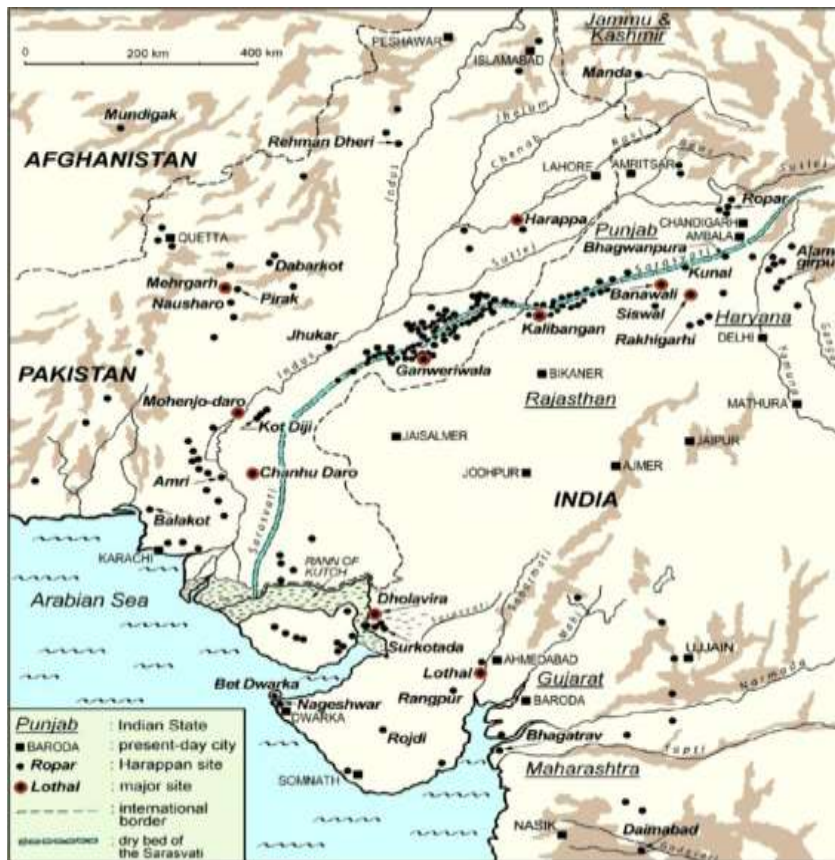 Jammu &
Kashmir
PESHAWAR
ISLAMABAD
0 200 km 400 km
Manda
Mundigak
Jhelum
Rehman Dheri
Chenab
Ravi
AFGHANISTAN
Indus
LAHORE
AMRITSAR
Sutlej
Ropar
Harappa
CHANDIGARH
Punjab
AMBALA
QUETTA
Bhagwanpura
Sarasvati
Sutlej
Kunal
Dabarkot
Mehrgarh
Pirak
Nausharo
Banawali
Siswal
Haryana
Jhukar
Kalibangan
Rakhigarhi
DELHI
Indus
Ganweriwala
Yamuna
PAKISTAN
BIKANER
MATHURA
Rajasthan
Mohenjo-daro
Kot Diji
JAISALMER
JAIPUR
AJMER
Amri
Chanhu Daro
JODHPUR
INDIA
Balakot
Sarasvati
KARACHI
RANN OF
KUTCH
Arabian Sea
Dholavira
Sabarmati
Mahi
Surkotada
AHMEDABAD
UJJAIN
Lothal
Bet Dwarka
Gujarat
Narmada
Nageshwar
Rangpur
BARODA
DWARKA
Rojdi
Bhagatrav
Tapti
SOMNATH
Maharashtra
NASIK
Daimabad
Punjab : Indian State
BARODA : present-day city
Ropar : Harappan site
Lothal : major site
: international
border
: dry bed of
the Sarasvati